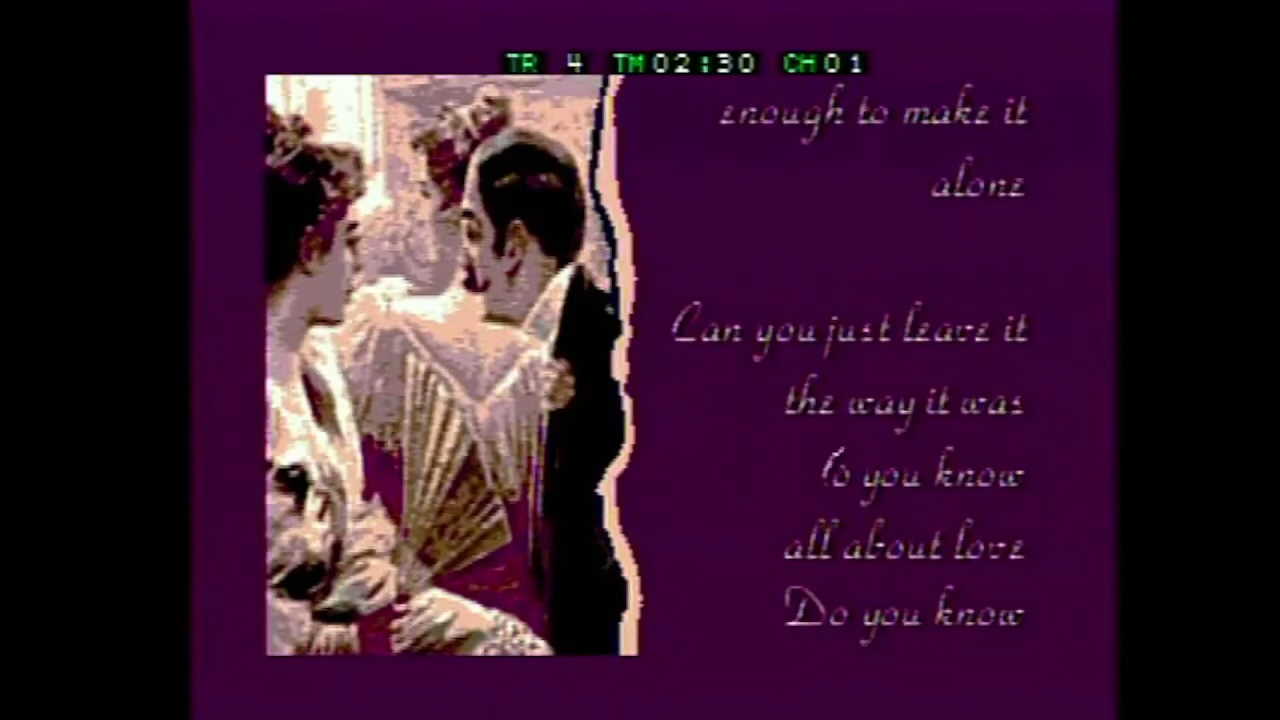 TR 4 TM02:30 CH01
enough to make it
alone
Can you just leave it
the way it was
So you know
all about love
Do you know